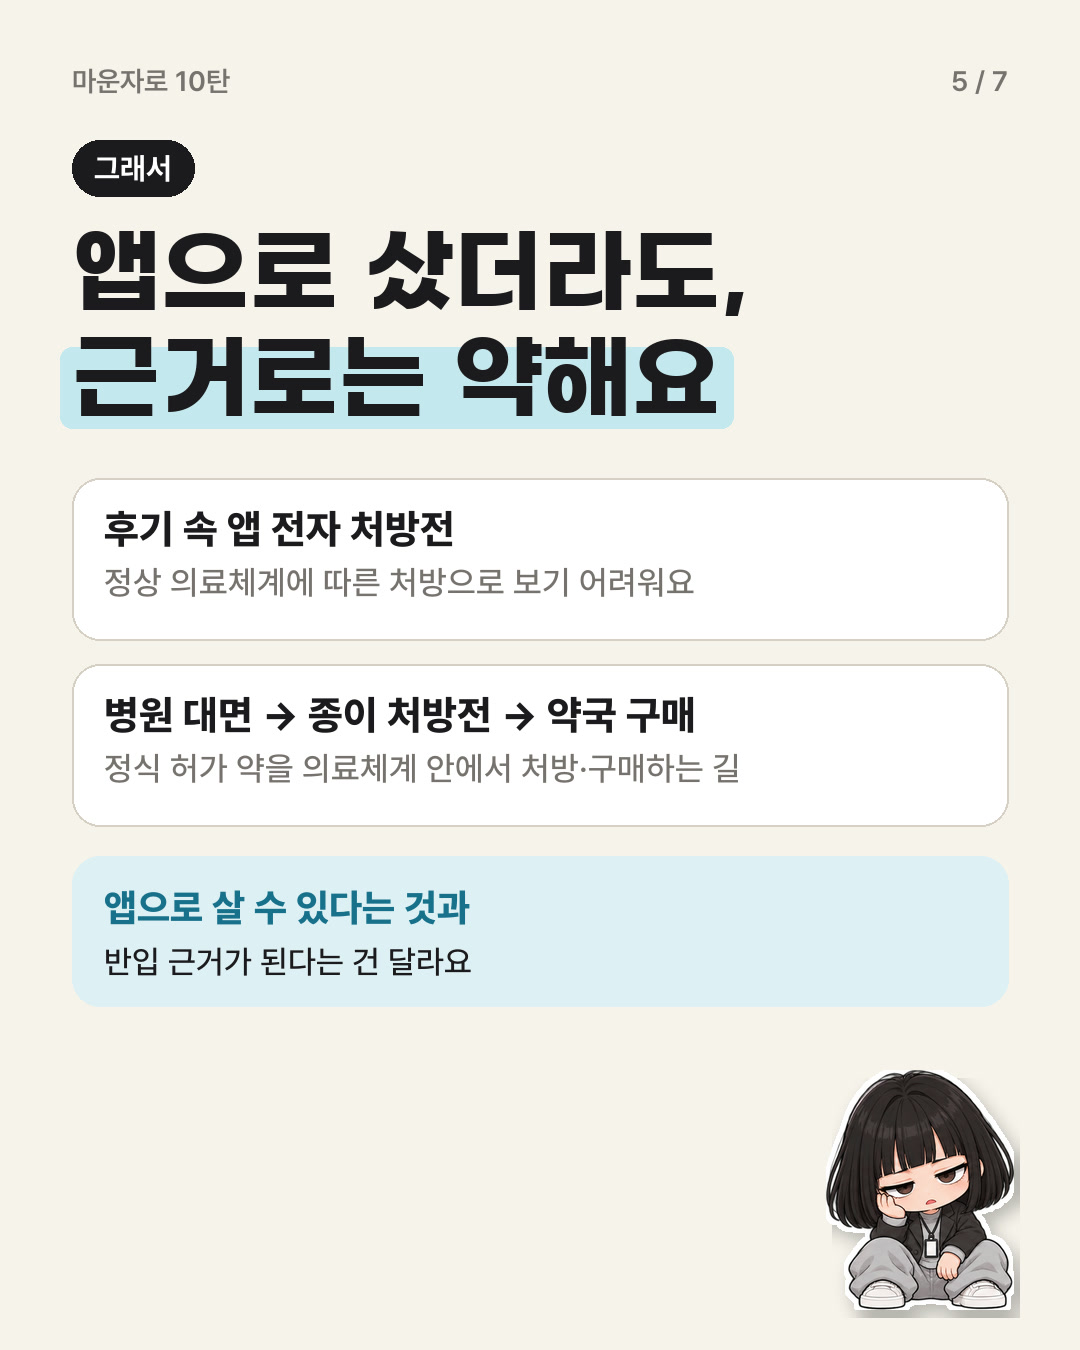 마운자로 10탄
5 / 7
그래서
앱으로 샀더라도,
근거로는 약해요
후기 속 앱 전자 처방전
정상 의료체계에 따른 처방으로 보기 어려워요
병원 대면 → 종이 처방전 → 약국 구매
정식 허가 약을 의료체계 안에서 처방·구매하는 길
앱으로 살 수 있다는 것과
반입 근거가 된다는 건 달라요